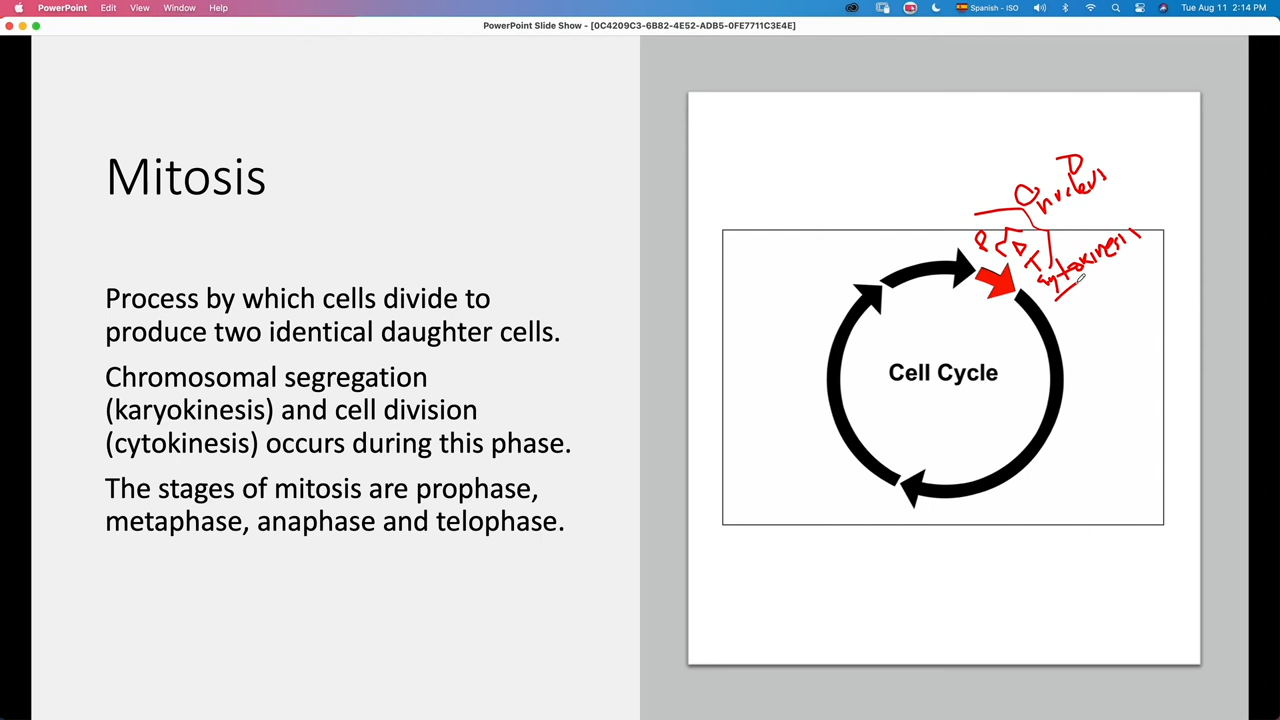 PowerPoint Edit View Window Help Spanish - ISO Tue Aug 11 2:14 PM
PowerPoint Slide Show - [0C4209C3-6B82-4E52-ADB5-0FE7711C3E4E]
Mitosis
Process by which cells divide to
produce two identical daughter cells.
Chromosomal segregation
(karyokinesis) and cell division
(cytokinesis) occurs during this phase.
The stages of mitosis are prophase,
metaphase, anaphase and telophase.
nucleus
P
T
cytokinesis
Cell Cycle